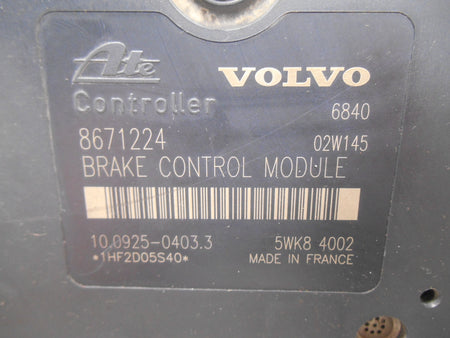 Ate VOLVO
Controller 6840
8671224 02W145
BRAKE CONTROL MODULE
10.0925-0403.3 5WK8 4002
*1HF2D05S40* MADE IN FRANCE